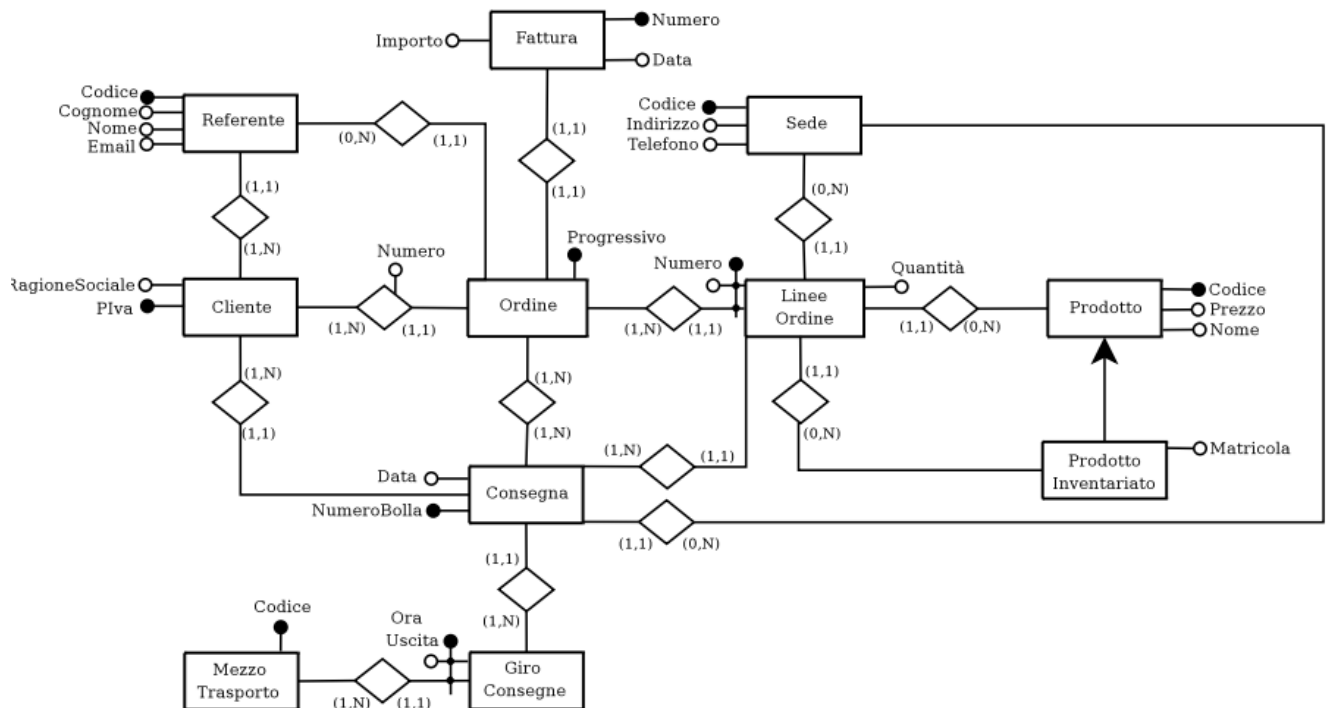 Numero
Importo
Fattura
Data
Codice
Cognome
Nome
Email
Referente
(0,N)
(1,1)
(1,1)
(1,1)
Codice
Indirizzo
Telefono
Sede
(0,N)
(1,1)
(1,1)
(1,N)
RagioneSociale
PIva
Cliente
Numero
(1,N)
(1,1)
Progressivo
Ordine
(1,N)
(1,1)
Numero
Linee
Ordine
Quantità
(1,1)
(0,N)
Prodotto
Codice
Prezzo
Nome
(1,N)
(1,1)
(1,N)
(1,N)
(1,1)
(0,N)
(1,N)
(1,1)
Prodotto
Inventariato
Matricola
Data
NumeroBolla
Consegna
(1,1)
(0,N)
(1,1)
(1,N)
Codice
Ora
Uscita
Mezzo
Trasporto
(1,N)
(1,1)
Giro
Consegne